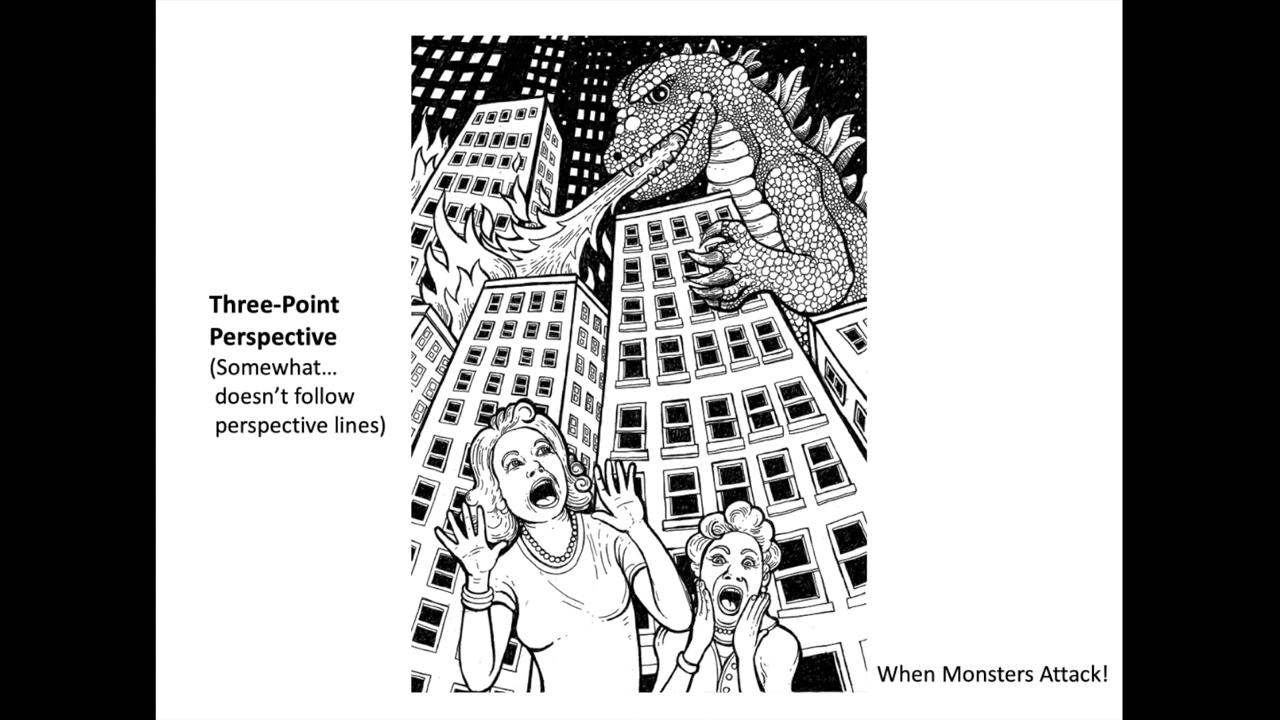 Three-Point
Perspective
(Somewhat...
doesn't follow
perspective lines)
When Monsters Attack!